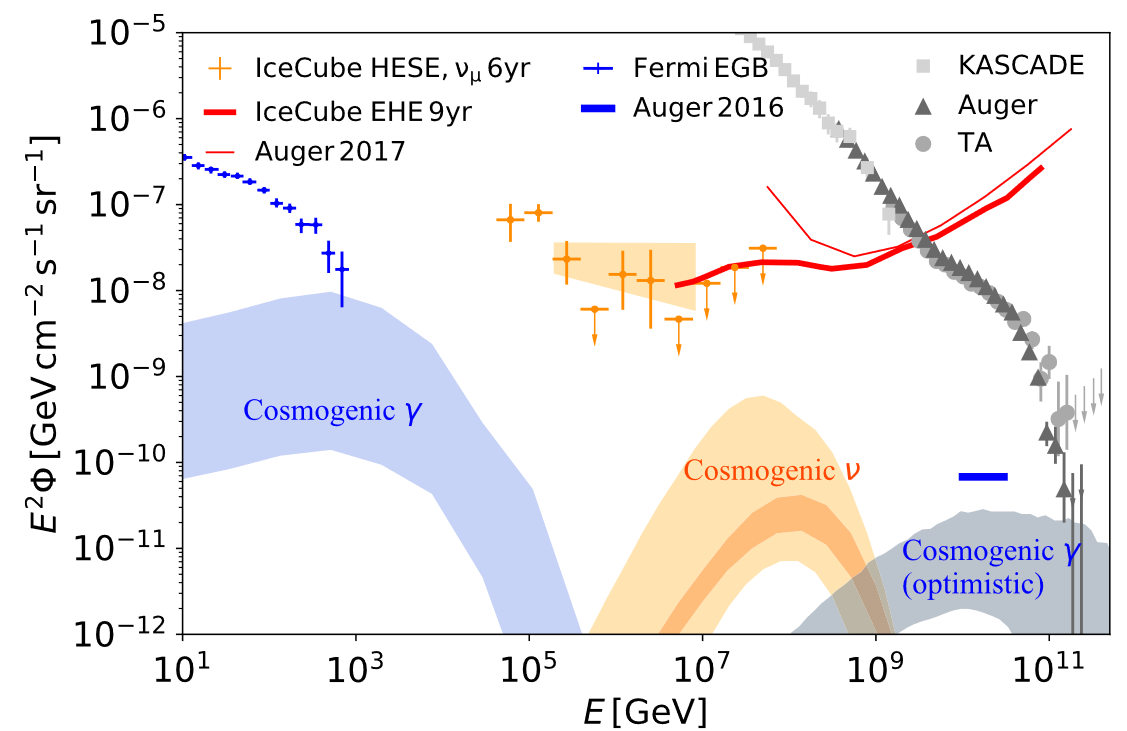 10⁻⁵
10⁻⁶
10⁻⁷
10⁻⁸
10⁻⁹
10⁻¹⁰
10⁻¹¹
10⁻¹²
E²Φ [GeV cm⁻² s⁻¹ sr⁻¹]
IceCube HESE, νμ 6yr
IceCube EHE 9yr
Auger 2017
Fermi EGB
Auger 2016
KASCADE
Auger
TA
Cosmogenic γ
Cosmogenic ν
Cosmogenic γ
(optimistic)
10¹ 10³ 10⁵ 10⁷ 10⁹ 10¹¹
E [GeV]